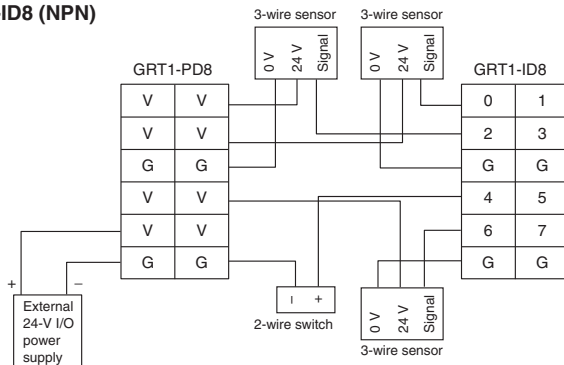 -ID8 (NPN)
3-wire sensor
3-wire sensor
0 V
24 V
Signal
0 V
24 V
Signal
GRT1-PD8
GRT1-ID8
V V
0 1
V V
2 3
G G
G G
V V
4 5
V V
6 7
G G
G G
+ −
External
24-V I/O
power
supply
− +
2-wire switch
0 V
24 V
Signal
3-wire sensor